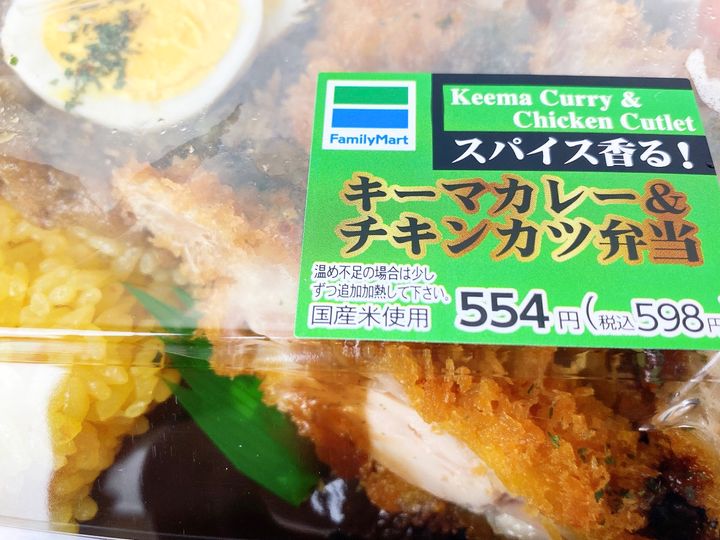 FamilyMart
Keema Curry &
Chicken Cutlet
スパイス香る!
キーマカレー&
チキンカツ弁当
温め不足の場合は少し
ずつ追加加熱して下さい。
国産米使用
554円(税込598円